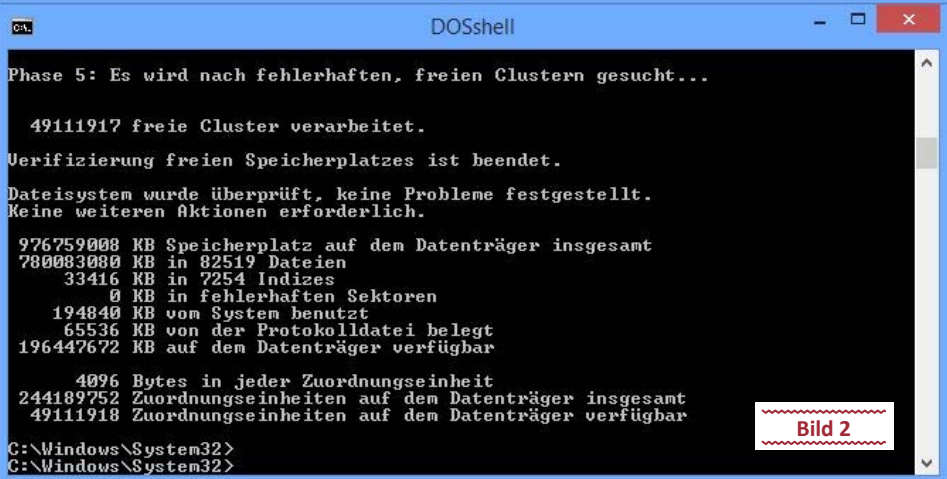 C:\.
DOSshell
Phase 5: Es wird nach fehlerhaften, freien Clustern gesucht...
49111917 freie Cluster verarbeitet.
Verifizierung freien Speicherplatzes ist beendet.
Dateisystem wurde überprüft, keine Probleme festgestellt.
Keine weiteren Aktionen erforderlich.
976759008 KB Speicherplatz auf dem Datenträger insgesamt
780083080 KB in 82519 Dateien
33416 KB in 7254 Indizes
0 KB in fehlerhaften Sektoren
194840 KB vom System benutzt
65536 KB von der Protokolldatei belegt
196447672 KB auf dem Datenträger verfügbar
4096 Bytes in jeder Zuordnungseinheit
244189752 Zuordnungseinheiten auf dem Datenträger insgesamt
49111918 Zuordnungseinheiten auf dem Datenträger verfügbar
Bild 2
C:\Windows\System32>
C:\Windows\System32>